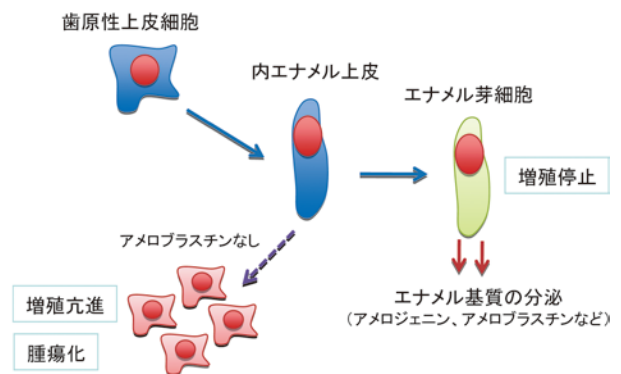 歯原性上皮細胞
内エナメル上皮
エナメル芽細胞
増殖停止
アメロブラスチンなし
増殖亢進
腫瘍化
エナメル基質の分泌
（アメロジェニン、アメロブラスチンなど）